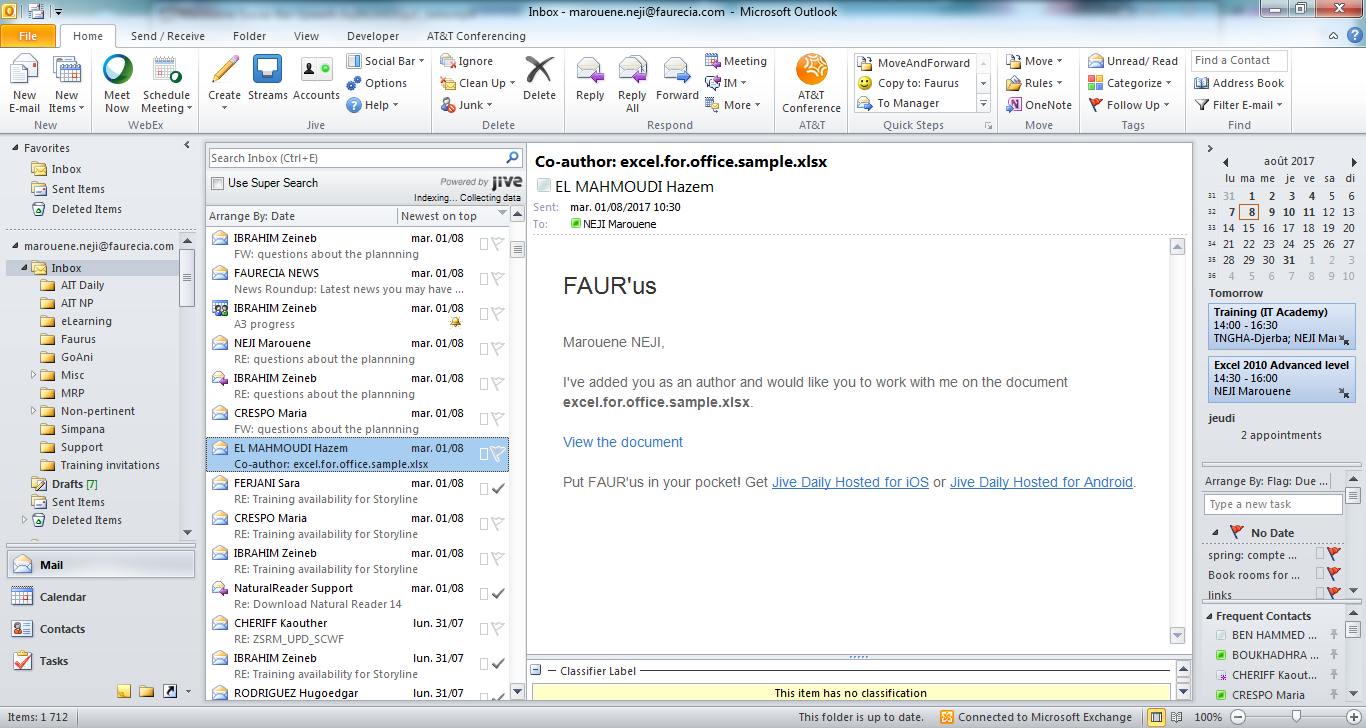 Inbox - marouene.neji@faurecia.com - Microsoft Outlook
File Home Send / Receive Folder View Developer AT&T Conferencing
New E-mail
New Items
New
Meet Now
Schedule Meeting
WebEx
Create
Streams
Accounts
Social Bar
Options
Help
Jive
Ignore
Clean Up
Junk
Delete
Delete
Reply
Reply All
Forward
Meeting
IM
More
Respond
AT&T Conference
AT&T
MoveAndForward
Copy to: Faurus
To Manager
Quick Steps
Move
Rules
OneNote
Move
Unread/ Read
Categorize
Follow Up
Tags
Find a Contact
Address Book
Filter E-mail
Find
Favorites
Inbox
Sent Items
Deleted Items
marouene.neji@faurecia.com
Inbox
AIT Daily
AIT NP
eLearning
Faurus
GoAni
Misc
MRP
Non-pertinent
Simpana
Support
Training invitations
Drafts [7]
Sent Items
Deleted Items
Mail
Calendar
Contacts
Tasks
Search Inbox (Ctrl+E)
Use Super Search
Powered by jive
Indexing... Collecting data
Arrange By: Date Newest on top
IBRAHIM Zeineb mar. 01/08
FW: questions about the plannning
FAURECIA NEWS mar. 01/08
News Roundup: Latest news you may have ...
IBRAHIM Zeineb mar. 01/08
A3 progress
NEJI Marouene mar. 01/08
RE: questions about the plannning
IBRAHIM Zeineb mar. 01/08
RE: questions about the plannning
CRESPO Maria mar. 01/08
FW: questions about the plannning
EL MAHMOUDI Hazem mar. 01/08
Co-author: excel.for.office.sample.xlsx
FERJANI Sara mar. 01/08
RE: Training availability for Storyline
CRESPO Maria mar. 01/08
RE: Training availability for Storyline
IBRAHIM Zeineb mar. 01/08
RE: Training availability for Storyline
NaturalReader Support mar. 01/08
Re: Download Natural Reader 14
CHERIFF Kaouther lun. 31/07
RE: ZSRM_UPD_SCWF
IBRAHIM Zeineb lun. 31/07
RE: Training availability for Storyline
RODRIGUEZ Hugoedgar lun. 31/07
Co-author: excel.for.office.sample.xlsx
EL MAHMOUDI Hazem
Sent: mar. 01/08/2017 10:30
To: NEJI Marouene
FAUR'us
Marouene NEJI,
I've added you as an author and would like you to work with me on the document
excel.for.office.sample.xlsx.
View the document
Put FAUR'us in your pocket! Get Jive Daily Hosted for iOS or Jive Daily Hosted for Android.
Classifier Label
This item has no classification
août 2017
lu ma me je ve sa di
31 31 1 2 3 4 5 6
32 7 8 9 10 11 12 13
33 14 15 16 17 18 19 20
34 21 22 23 24 25 26 27
35 28 29 30 31 1 2 3
36 4 5 6 7 8 9 10
Tomorrow
Training (IT Academy)
14:00 - 16:30
TNGHA-Djerba; NEJI Mar
Excel 2010 Advanced level
14:30 - 16:00
NEJI Marouene
jeudi
2 appointments
Arrange By: Flag: Due ...
Type a new task
No Date
spring: compte ...
Book rooms for ...
links
Frequent Contacts
BEN HAMMED ...
BOUKHADHRA ...
CHERIFF Kaout...
CRESPO Maria
Items: 1 712
This folder is up to date. Connected to Microsoft Exchange 100%